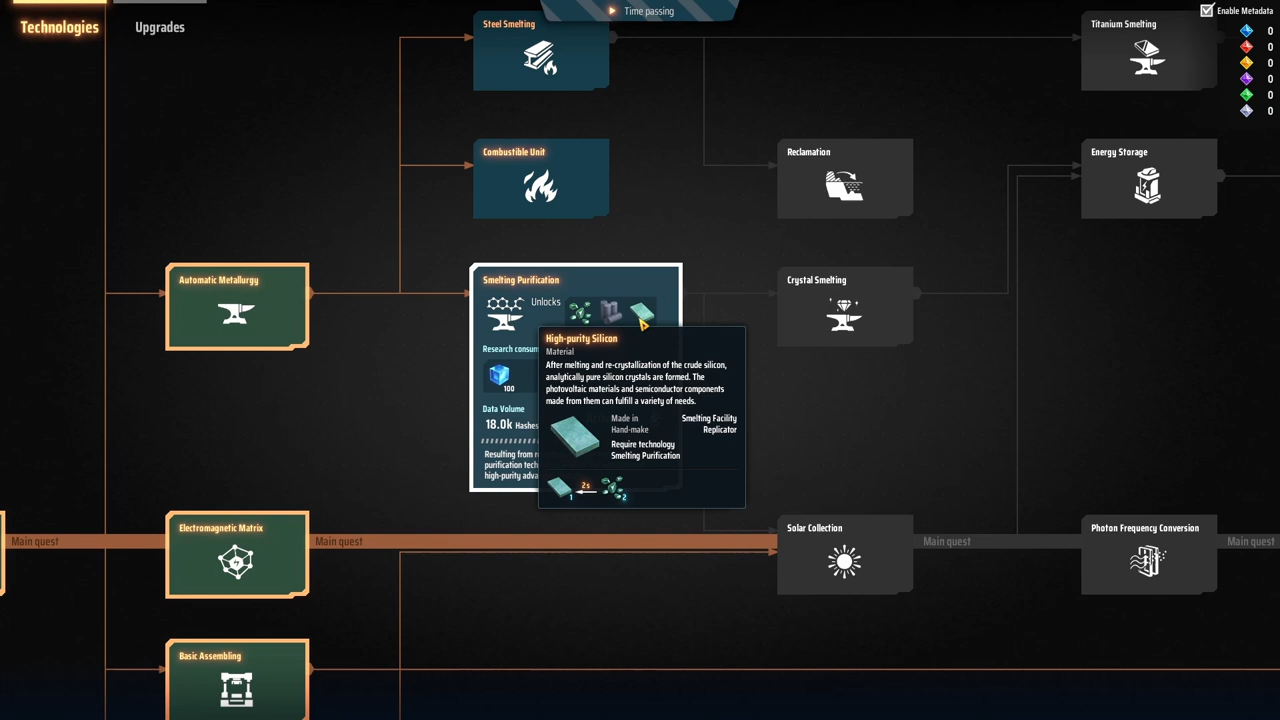 Technologies
Upgrades
Time passing
Enable Metadata
0
0
0
0
0
0
Steel Smelting
Titanium Smelting
Combustible Unit
Reclamation
Energy Storage
Automatic Metallurgy
Smelting Purification
Unlocks
Crystal Smelting
Research consum
100
Data Volume
18.0k Hashes
Resulting from r
purification tech
high-purity adva
High-purity Silicon
Material
After melting and re-crystallization of the crude silicon,
analytically pure silicon crystals are formed. The
photovoltaic materials and semiconductor components
made from them can fulfill a variety of needs.
Made in Smelting Facility
Hand-make Replicator
Require technology
Smelting Purification
2s
1
2
Electromagnetic Matrix
Solar Collection
Photon Frequency Conversion
Main quest
Main quest
Main quest
Main quest
Basic Assembling